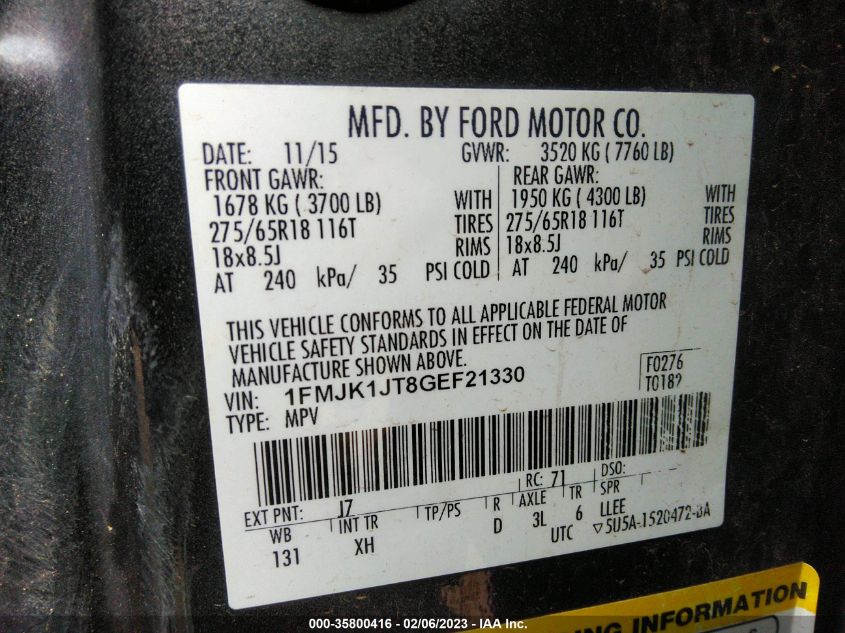 MFD. BY FORD MOTOR CO.
DATE: 11/15 GVWR: 3520 KG ( 7760 LB)
FRONT GAWR: REAR GAWR:
1678 KG ( 3700 LB) WITH 1950 KG ( 4300 LB) WITH
275/65R18 116T TIRES 275/65R18 116T TIRES
18x8.5J RIMS 18x8.5J RIMS
AT 240 kPa/ 35 PSI COLD AT 240 kPa/ 35 PSI COLD
THIS VEHICLE CONFORMS TO ALL APPLICABLE FEDERAL MOTOR
VEHICLE SAFETY STANDARDS IN EFFECT ON THE DATE OF
MANUFACTURE SHOWN ABOVE.
VIN: 1FMJK1JT8GEF21330 F0276
TYPE: MPV T0182
EXT PNT: J7 RC: 71 DSO:
WB INT TR TP/PS R AXLE TR SPR
131 XH D 3L 6 LLEE
UTC ▽5U5A-1520472-BA
ING INFORMATION
000-35800416 - 02/06/2023 - IAA Inc.